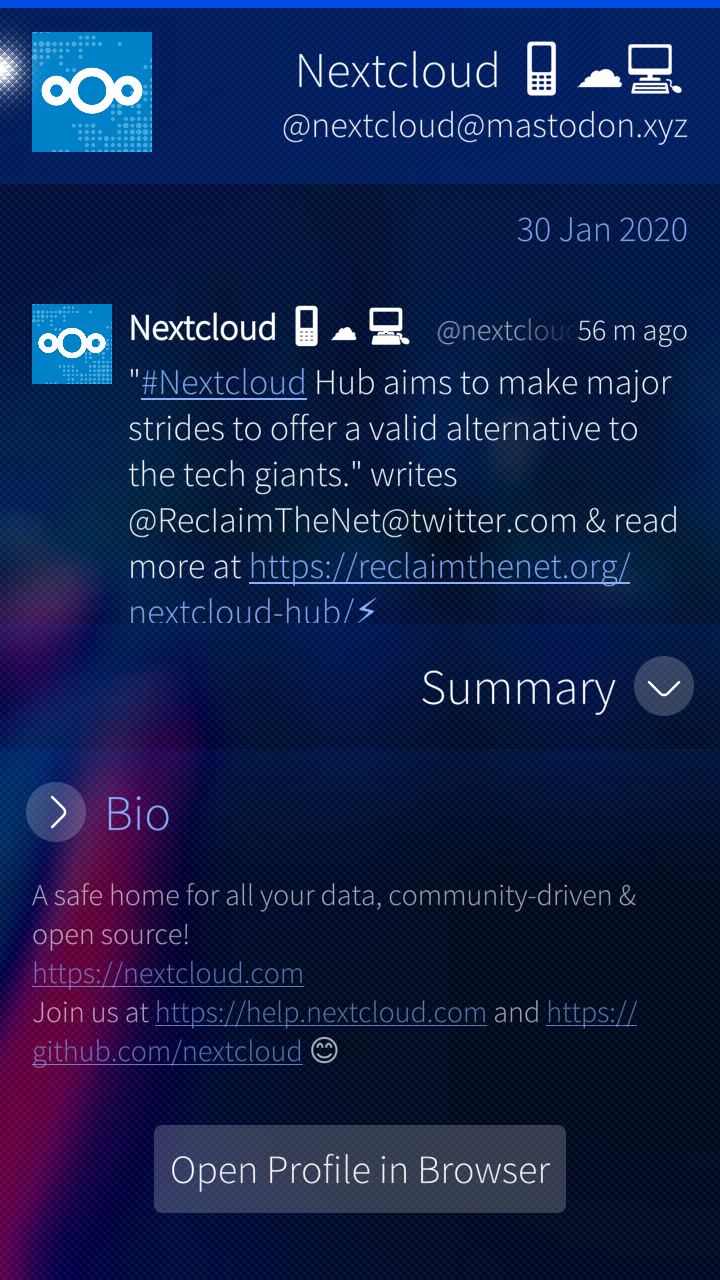 Nextcloud 📱 ☁️💻
@nextcloud@mastodon.xyz
30 Jan 2020
Nextcloud 📱 ☁️ 💻 @nextclou 56 m ago
"#Nextcloud Hub aims to make major
strides to offer a valid alternative to
the tech giants." writes
@ReclaimTheNet@twitter.com & read
more at https://reclaimthenet.org/
nextcloud-hub/⚡
Summary
Bio
A safe home for all your data, community-driven &
open source!
https://nextcloud.com
Join us at https://help.nextcloud.com and https://
github.com/nextcloud 😊
Open Profile in Browser